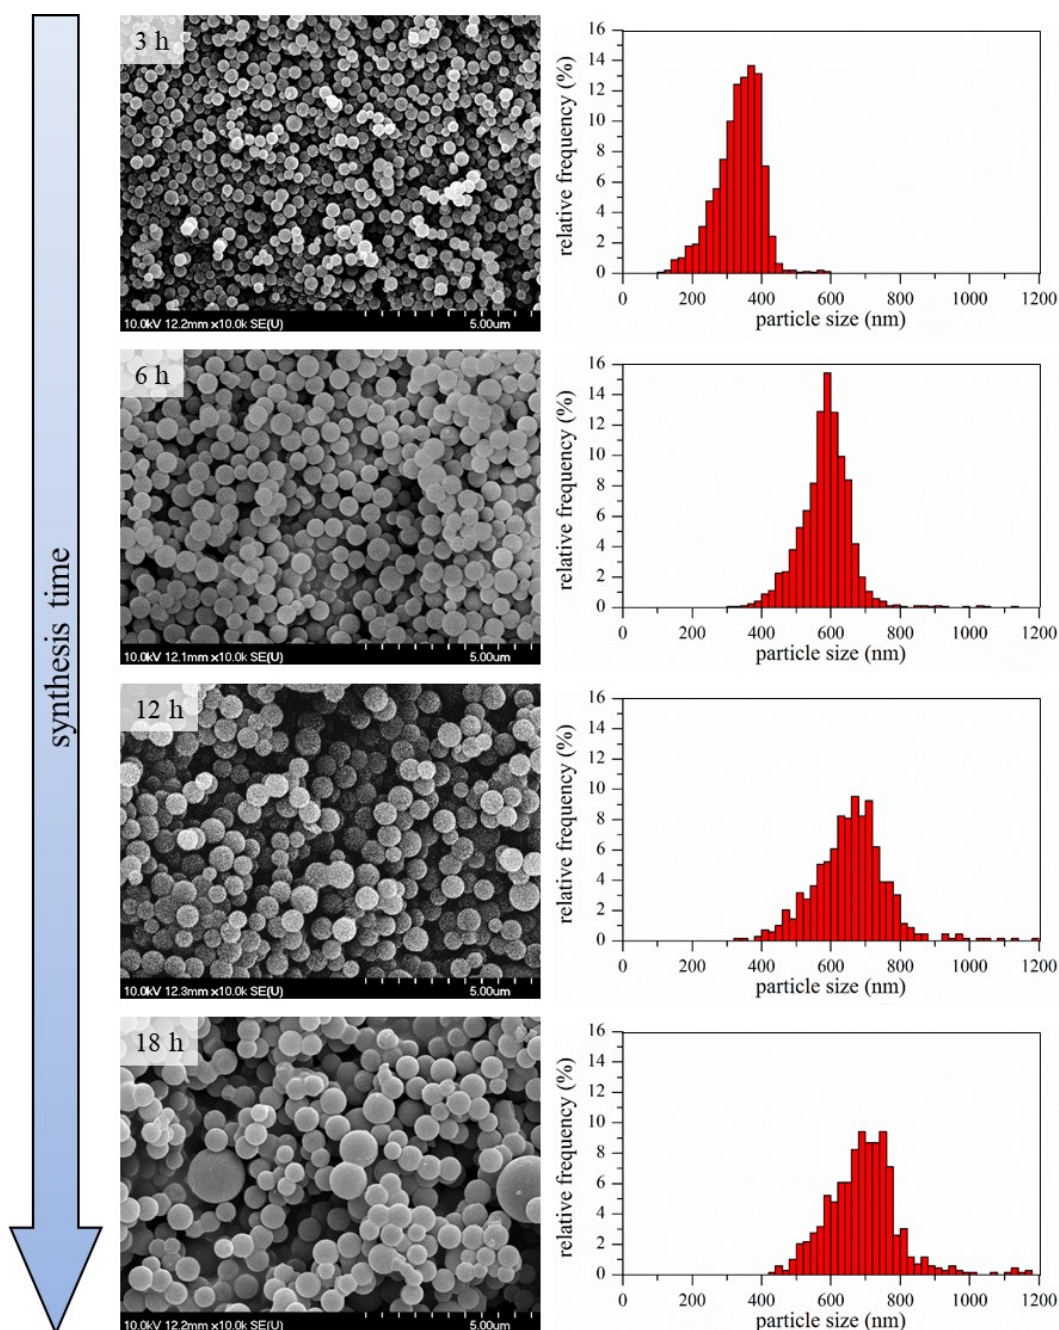 synthesis time
3 h
10.0kV 12.2mm x10.0k SE(U) 5.00um
16
14
12
10
8
6
4
2
0
relative frequency (%)
0 200 400 600 800 1000 1200
particle size (nm)
6 h
10.0kV 12.1mm x10.0k SE(U) 5.00um
16
14
12
10
8
6
4
2
0
relative frequency (%)
0 200 400 600 800 1000 1200
particle size (nm)
12 h
10.0kV 12.3mm x10.0k SE(U) 5.00um
16
14
12
10
8
6
4
2
0
relative frequency (%)
0 200 400 600 800 1000 1200
particle size (nm)
18 h
10.0kV 12.2mm x10.0k SE(U) 5.00um
16
14
12
10
8
6
4
2
0
relative frequency (%)
0 200 400 600 800 1000 1200
particle size (nm)